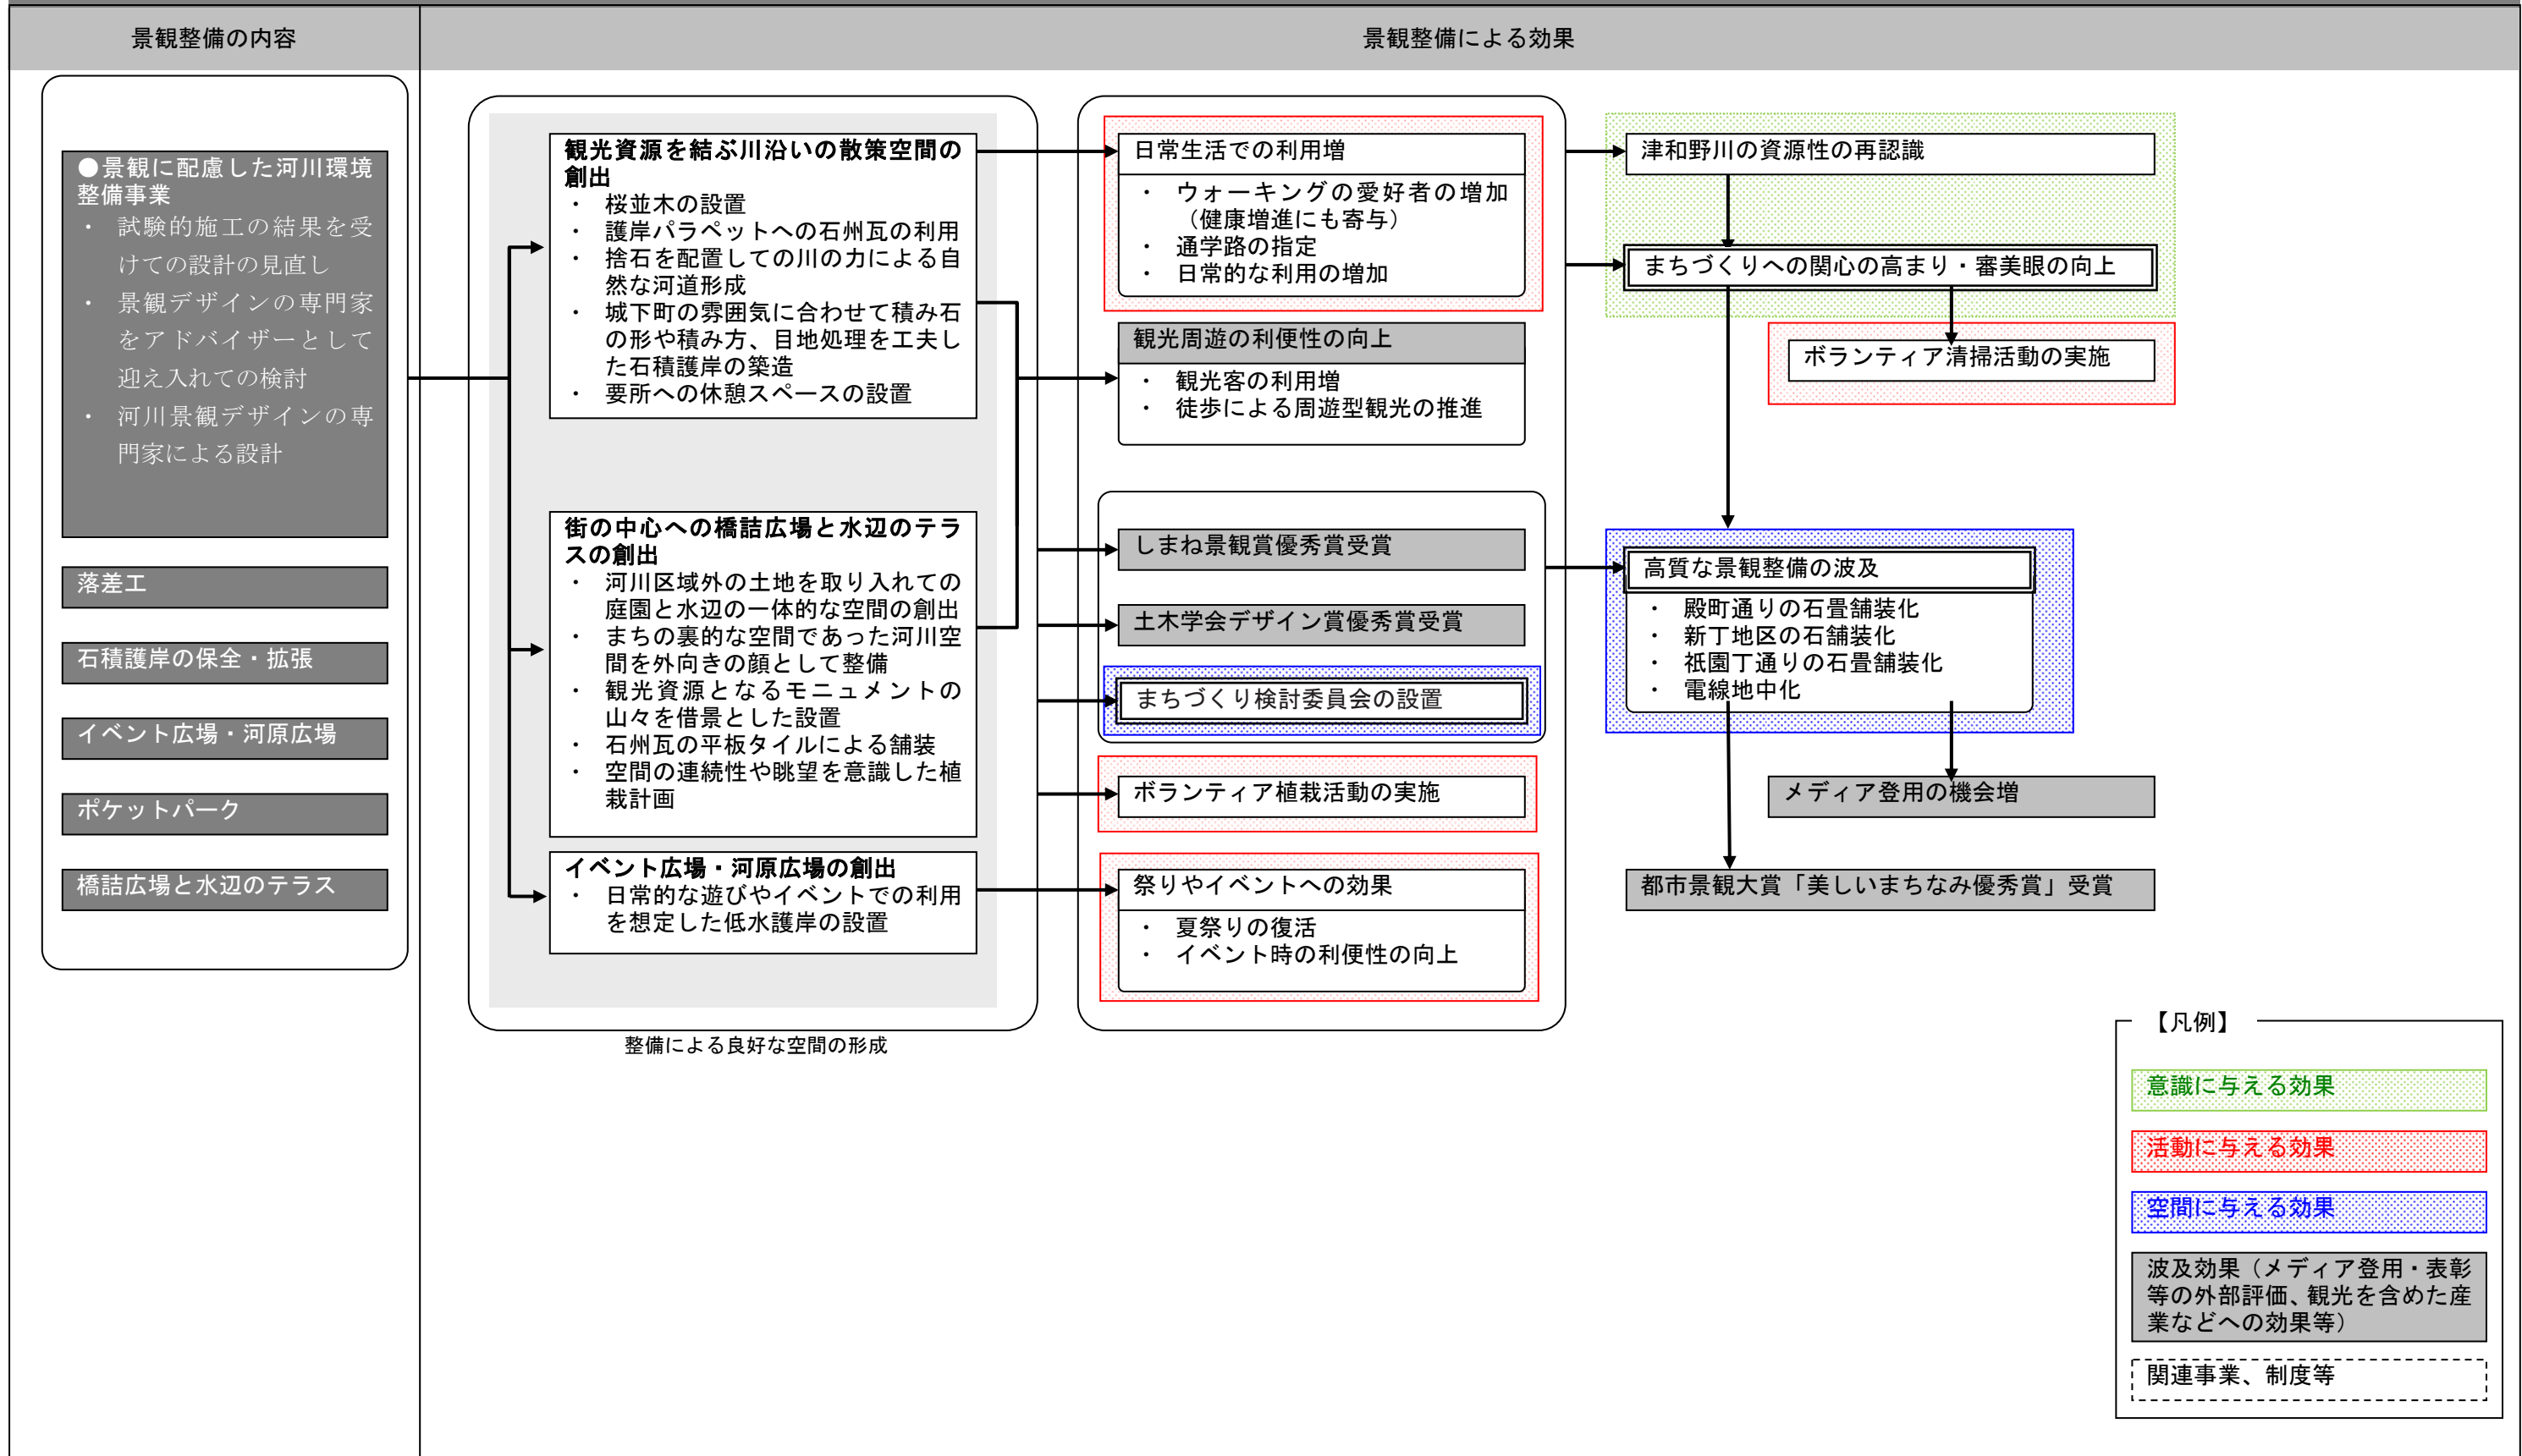 景観整備の内容
景観整備による効果
●景観に配慮した河川環境
整備事業
・ 試験的施工の結果を受
けての設計の見直し
・ 景観デザインの専門家
をアドバイザーとして
迎え入れての検討
・ 河川景観デザインの専
門家による設計
落差工
石積護岸の保全・拡張
イベント広場・河原広場
ポケットパーク
橋詰広場と水辺のテラス
観光資源を結ぶ川沿いの散策空間の
創出
・ 桜並木の設置
・ 護岸パラペットへの石州瓦の利用
・ 捨石を配置しての川の力による自
然な河道形成
・ 城下町の雰囲気に合わせて積み石
の形や積み方、目地処理を工夫し
た石積護岸の築造
・ 要所への休憩スペースの設置
街の中心への橋詰広場と水辺のテラ
スの創出
・ 河川区域外の土地を取り入れての
庭園と水辺の一体的な空間の創出
・ まちの裏的な空間であった河川空
間を外向きの顔として整備
・ 観光資源となるモニュメントの
山々を借景とした設置
・ 石州瓦の平板タイルによる舗装
・ 空間の連続性や眺望を意識した植
栽計画
イベント広場・河原広場の創出
・ 日常的な遊びやイベントでの利用
を想定した低水護岸の設置
整備による良好な空間の形成
日常生活での利用増
・ ウォーキングの愛好者の増加
（健康増進にも寄与）
・ 通学路の指定
・ 日常的な利用の増加
観光周遊の利便性の向上
・ 観光客の利用増
・ 徒歩による周遊型観光の推進
しまね景観賞優秀賞受賞
土木学会デザイン賞優秀賞受賞
まちづくり検討委員会の設置
ボランティア植栽活動の実施
祭りやイベントへの効果
・ 夏祭りの復活
・ イベント時の利便性の向上
津和野川の資源性の再認識
まちづくりへの関心の高まり・審美眼の向上
ボランティア清掃活動の実施
高質な景観整備の波及
・ 殿町通りの石畳舗装化
・ 新丁地区の石舗装化
・ 祇園丁通りの石畳舗装化
・ 電線地中化
メディア登用の機会増
都市景観大賞「美しいまちなみ優秀賞」受賞
【凡例】
意識に与える効果
活動に与える効果
空間に与える効果
波及効果（メディア登用・表彰
等の外部評価、観光を含めた産
業などへの効果等）
関連事業、制度等